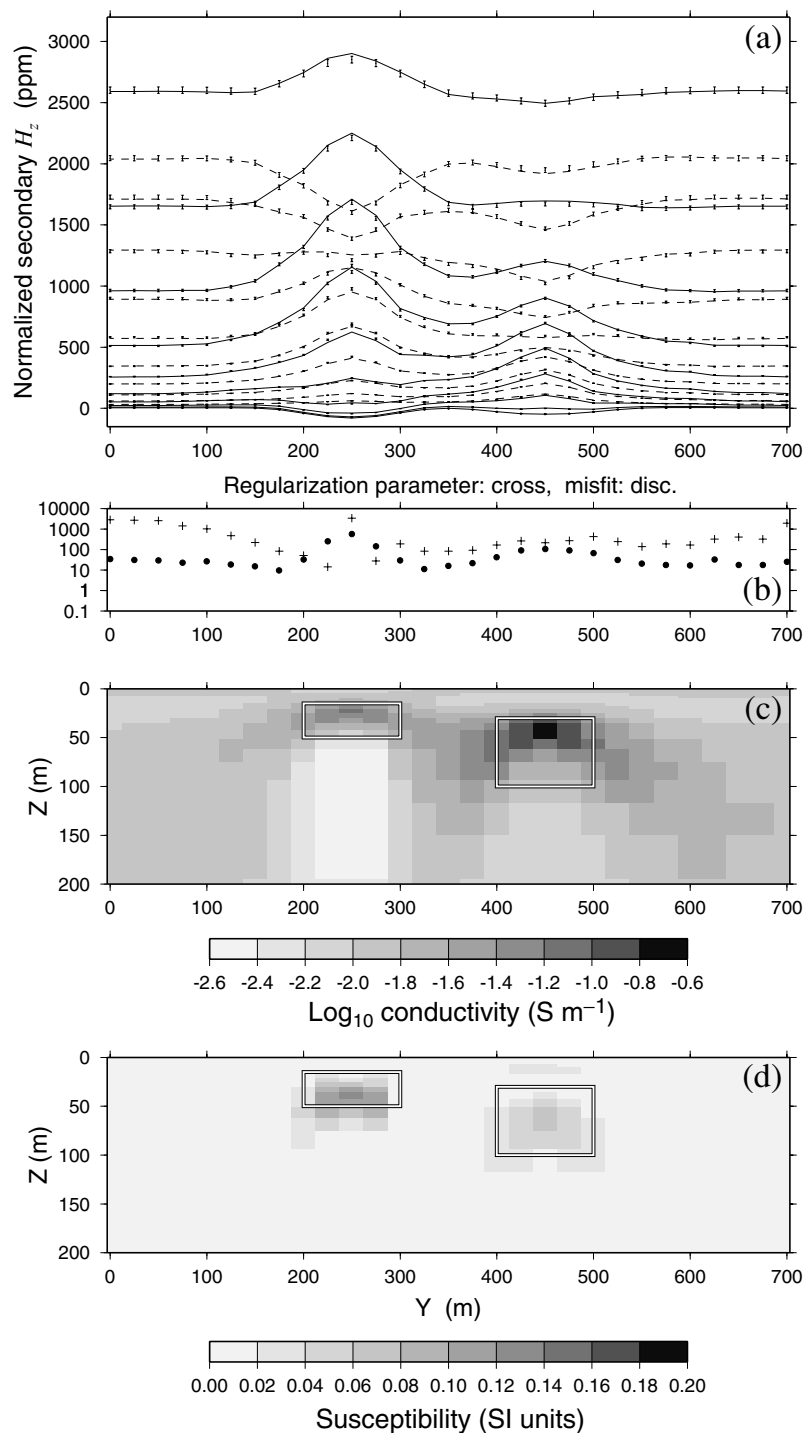 (a)
3000
2500
2000
1500
1000
500
0
Normalized secondary Hz (ppm)
0 100 200 300 400 500 600 700
Regularization parameter: cross, misfit: disc.
10000
1000
100
10
1
0.1
(b)
0 100 200 300 400 500 600 700
(c)
0
50
100
150
200
Z (m)
0 100 200 300 400 500 600 700
-2.6 -2.4 -2.2 -2.0 -1.8 -1.6 -1.4 -1.2 -1.0 -0.8 -0.6
Log10 conductivity (S m−1)
(d)
0
50
100
150
200
Z (m)
0 100 200 300 400 500 600 700
Y (m)
0.00 0.02 0.04 0.06 0.08 0.10 0.12 0.14 0.16 0.18 0.20
Susceptibility (SI units)